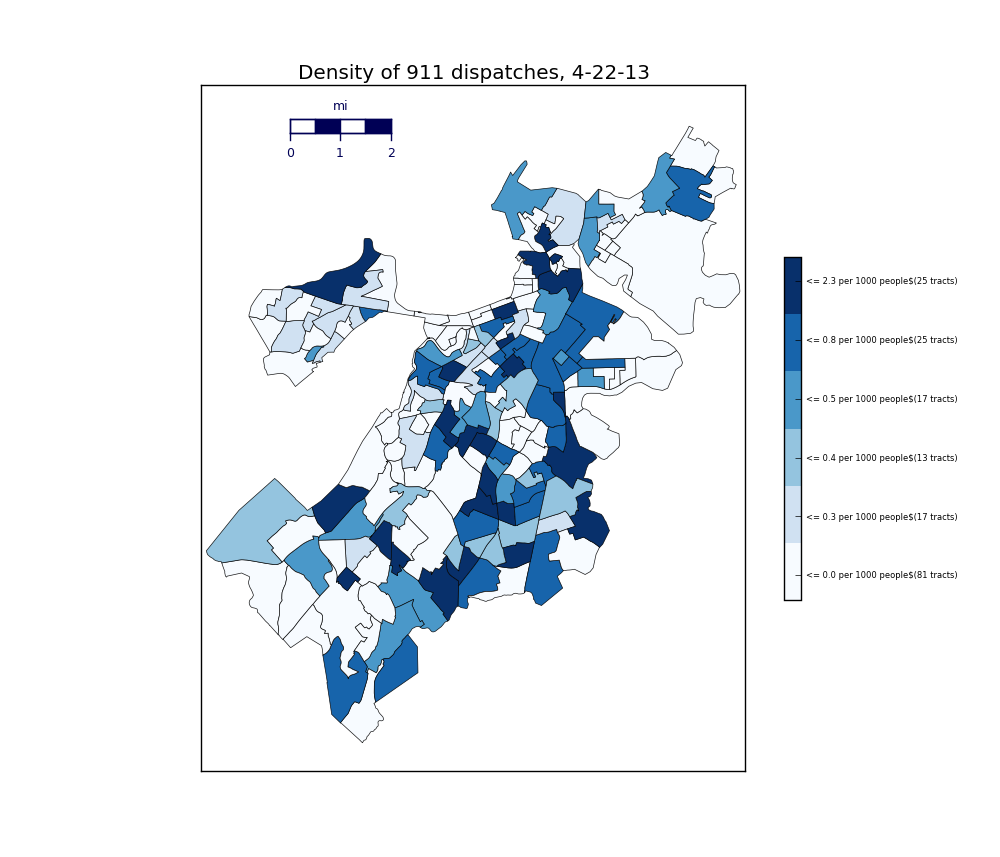 Density of 911 dispatches, 4-22-13
mi
0 1 2
<= 2.3 per 1000 people$(25 tracts)
<= 0.8 per 1000 people$(25 tracts)
<= 0.5 per 1000 people$(17 tracts)
<= 0.4 per 1000 people$(13 tracts)
<= 0.3 per 1000 people$(17 tracts)
<= 0.0 per 1000 people$(81 tracts)